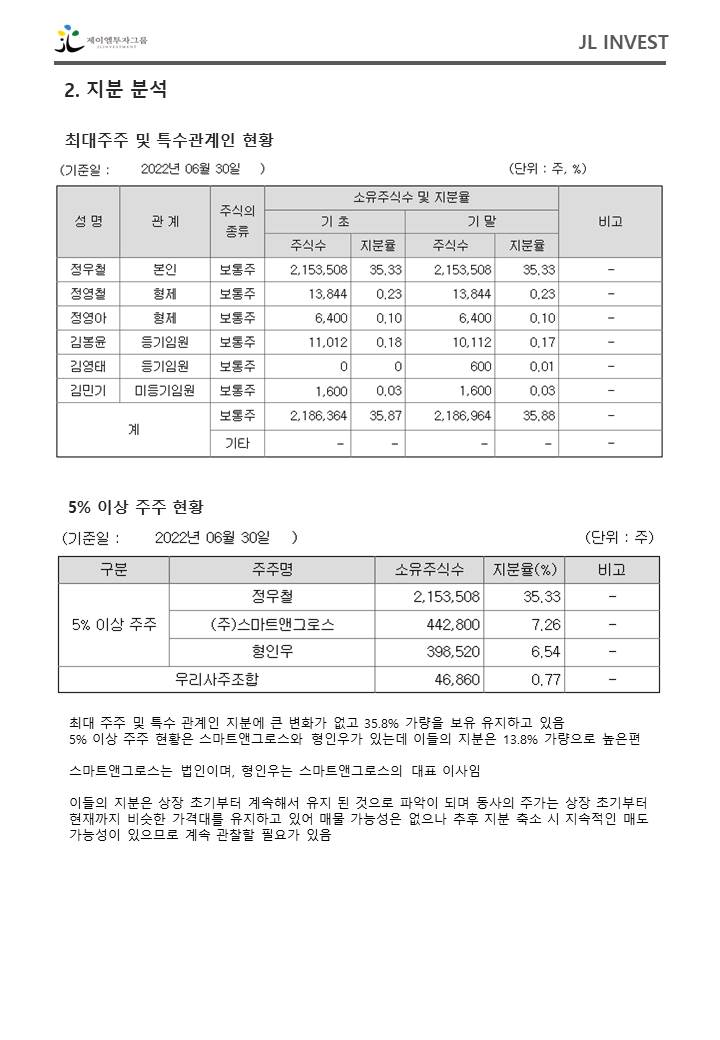 제이엘투자그룹
JLINVESTMENT
JL INVEST
2. 지분 분석
최대주주 및 특수관계인 현황
(기준일 : 2022년 06월 30일 ) (단위 : 주, %)
성 명 관 계 주식의 종류 소유주식수 및 지분율 비고
기 초 기 말
주식수 지분율 주식수 지분율
정우철 본인 보통주 2,153,508 35.33 2,153,508 35.33 -
정영철 형제 보통주 13,844 0.23 13,844 0.23 -
정영아 형제 보통주 6,400 0.10 6,400 0.10 -
김봉윤 등기임원 보통주 11,012 0.18 10,112 0.17 -
김영태 등기임원 보통주 0 0 600 0.01 -
김민기 미등기임원 보통주 1,600 0.03 1,600 0.03 -
계 보통주 2,186,364 35.87 2,186,964 35.88 -
기타 - - - - -
5% 이상 주주 현황
(기준일 : 2022년 06월 30일 ) (단위 : 주)
구분 주주명 소유주식수 지분율(%) 비고
5% 이상 주주 정우철 2,153,508 35.33 -
(주)스마트앤그로스 442,800 7.26 -
형인우 398,520 6.54 -
우리사주조합 46,860 0.77 -
최대 주주 및 특수 관계인 지분에 큰 변화가 없고 35.8% 가량을 보유 유지하고 있음
5% 이상 주주 현황은 스마트앤그로스와 형인우가 있는데 이들의 지분은 13.8% 가량으로 높은편
스마트앤그로스는 법인이며, 형인우는 스마트앤그로스의 대표 이사임
이들의 지분은 상장 초기부터 계속해서 유지 된 것으로 파악이 되며 동사의 주가는 상장 초기부터
현재까지 비슷한 가격대를 유지하고 있어 매물 가능성은 없으나 추후 지분 축소 시 지속적인 매도
가능성이 있으므로 계속 관찰할 필요가 있음